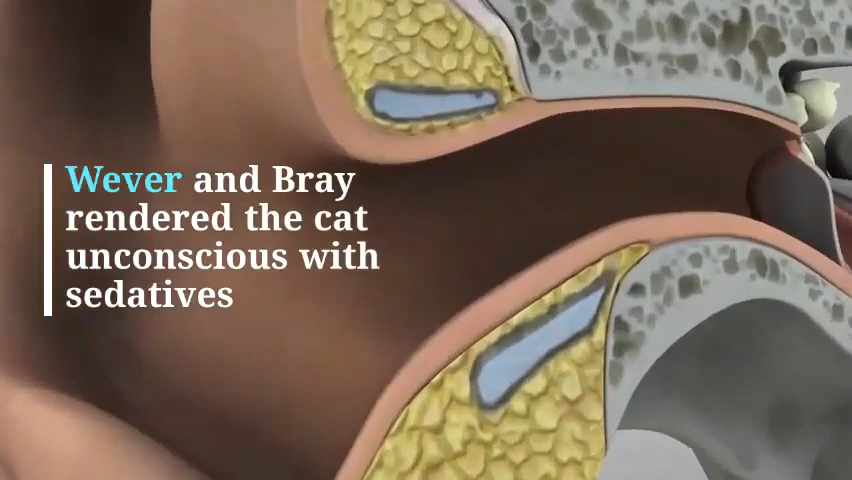 Wever and Bray
rendered the cat
unconscious with
sedatives